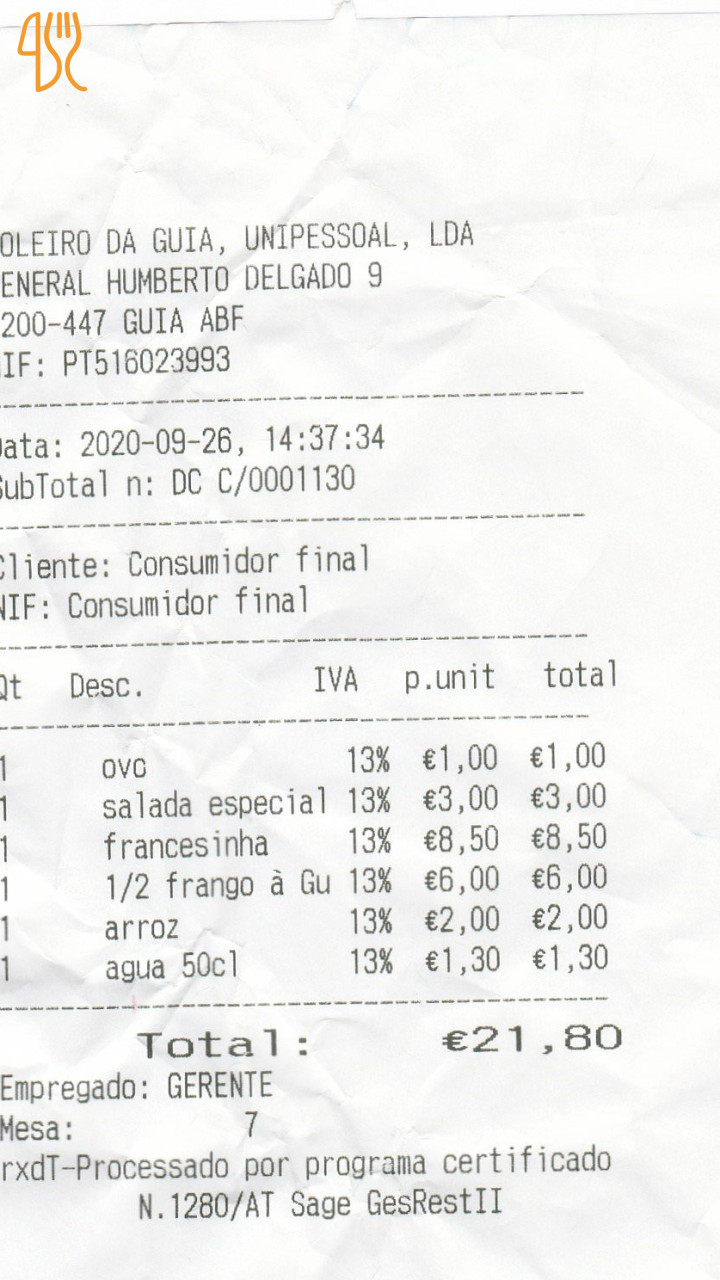 OLEIRO DA GUIA, UNIPESSOAL, LDA
ENERAL HUMBERTO DELGADO 9
200-447 GUIA ABF
IF: PT516023993
Data: 2020-09-26, 14:37:34
SubTotal n: DC C/0001130
Cliente: Consumidor final
NIF: Consumidor final
Qt Desc. IVA p.unit total
1 ovo 13% €1,00 €1,00
1 salada especial 13% €3,00 €3,00
1 francesinha 13% €8,50 €8,50
1 1/2 frango à Gu 13% €6,00 €6,00
1 arroz 13% €2,00 €2,00
1 agua 50cl 13% €1,30 €1,30
Total: €21,80
Empregado: GERENTE
Mesa: 7
rxdT-Processado por programa certificado
N.1280/AT Sage GesRestII